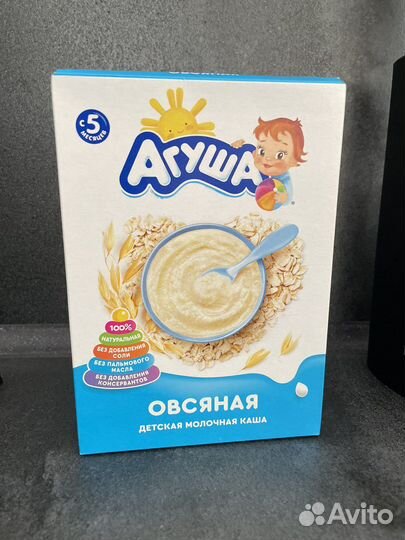 ОВСЯНАЯ
с 5
МЕСЯЦЕВ
АГУША
100%
НАТУРАЛЬНАЯ
БЕЗ ДОБАВЛЕНИЯ
СОЛИ
БЕЗ ПАЛЬМОВОГО
МАСЛА
БЕЗ ДОБАВЛЕНИЯ
КОНСЕРВАНТОВ
ОВСЯНАЯ
ДЕТСКАЯ МОЛОЧНАЯ КАША
Avito